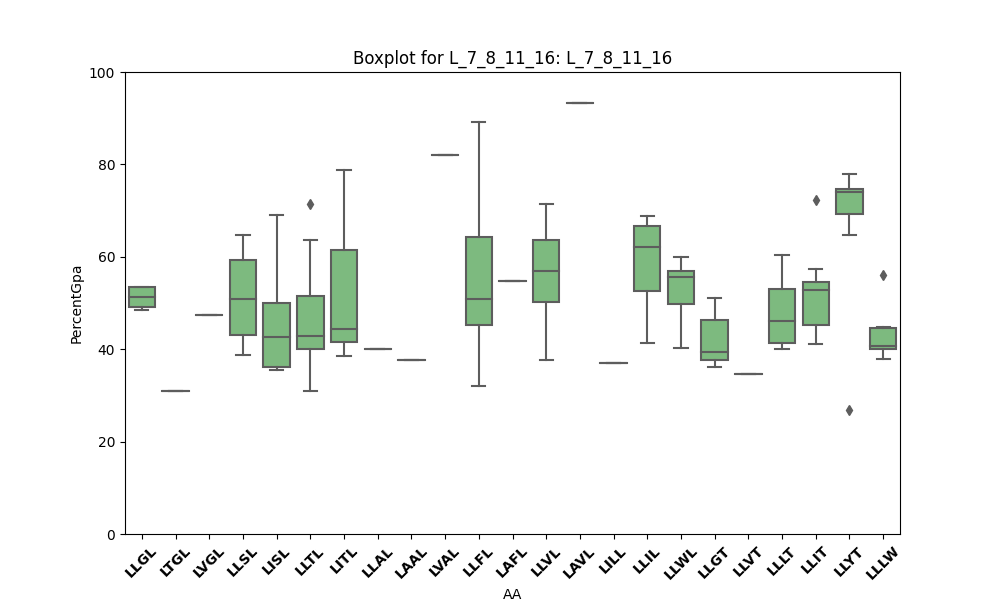 Boxplot for L_7_8_11_16: L_7_8_11_16
100
80
60
40
20
0
PercentGpa
LLGL LTGL LVGL LLSL LISL LLTL LITL LLAL LAAL LVAL LLFL LAFL LLVL LAVL LILL LLIL LLWL LLGT LLVT LLLT LLIT LLYT LLLW
AA